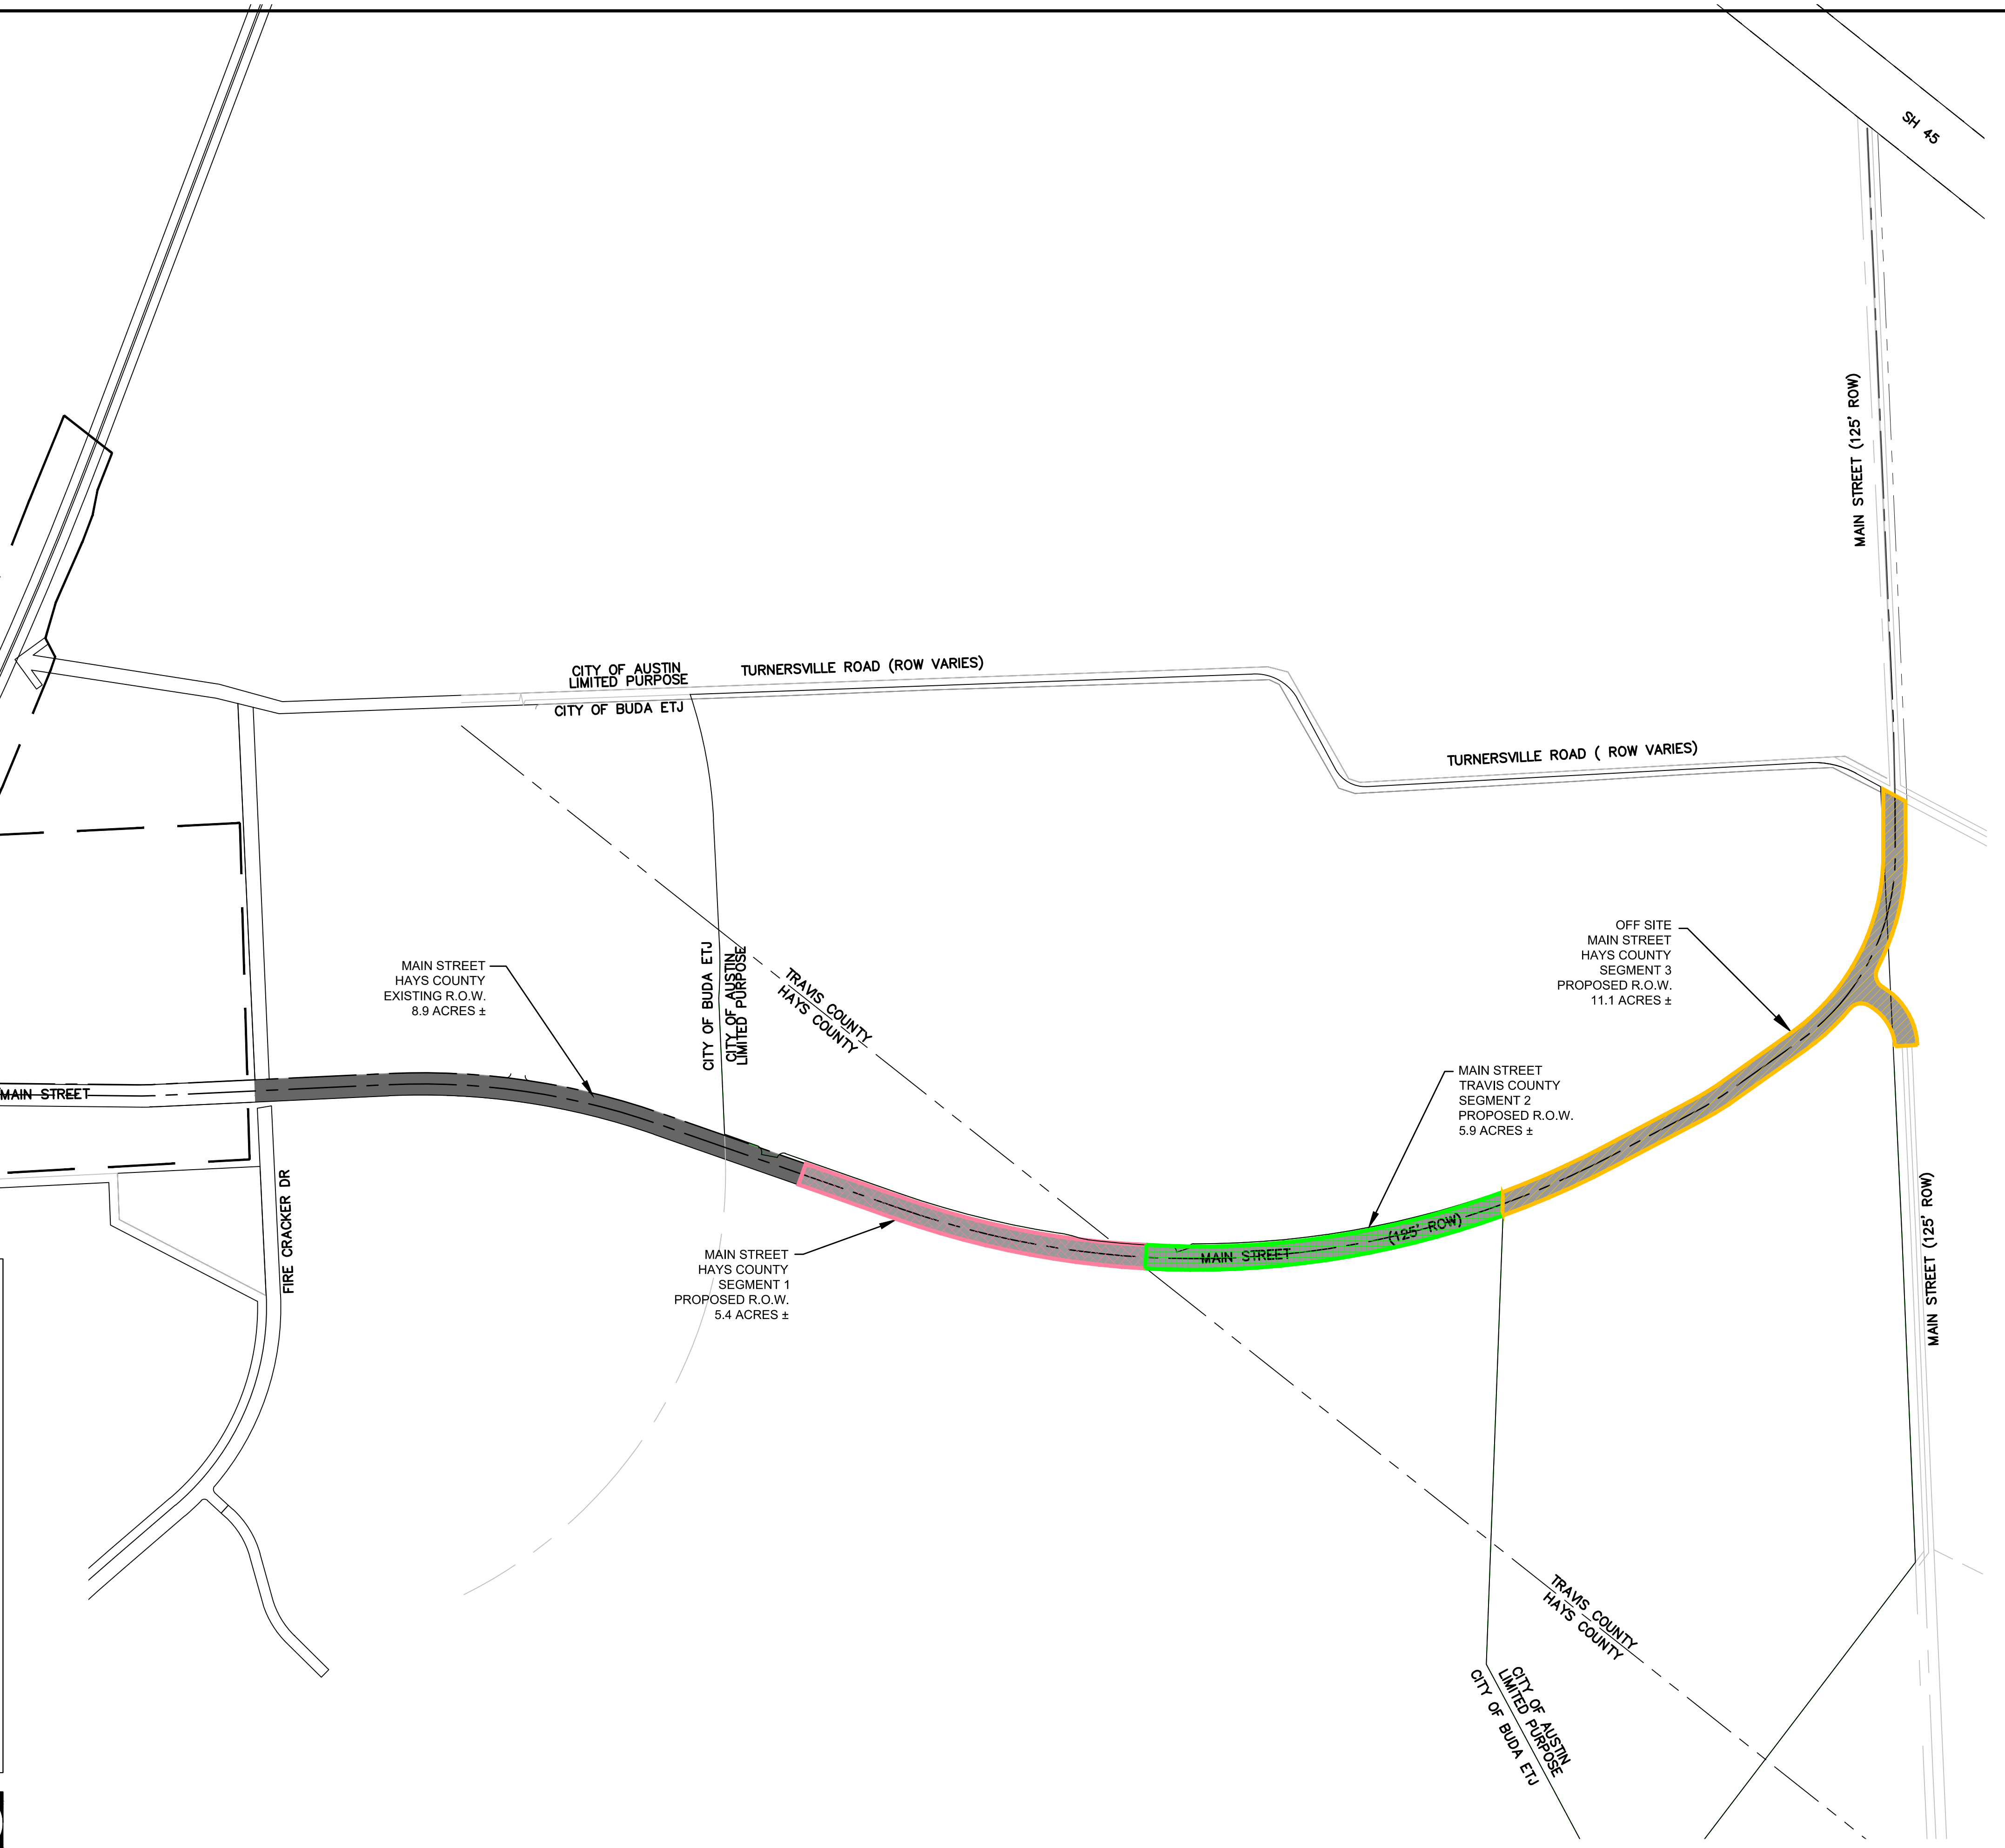 SH 45
MAIN STREET (125' ROW)
CITY OF AUSTIN
LIMITED PURPOSE
TURNERSVILLE ROAD (ROW VARIES)
CITY OF BUDA ETJ
TURNERSVILLE ROAD ( ROW VARIES)
OFF SITE
MAIN STREET
HAYS COUNTY
SEGMENT 3
PROPOSED R.O.W.
11.1 ACRES ±
MAIN STREET
HAYS COUNTY
EXISTING R.O.W.
8.9 ACRES ±
CITY OF BUDA ETJ
CITY OF AUSTIN
LIMITED PURPOSE
TRAVIS COUNTY
HAYS COUNTY
MAIN STREET
TRAVIS COUNTY
SEGMENT 2
PROPOSED R.O.W.
5.9 ACRES ±
MAIN STREET
FIRE CRACKER DR
MAIN STREET
HAYS COUNTY
SEGMENT 1
PROPOSED R.O.W.
5.4 ACRES ±
MAIN STREET
(125' ROW)
MAIN STREET (125' ROW)
TRAVIS COUNTY
HAYS COUNTY
CITY OF AUSTIN
LIMITED PURPOSE
CITY OF BUDA ETJ